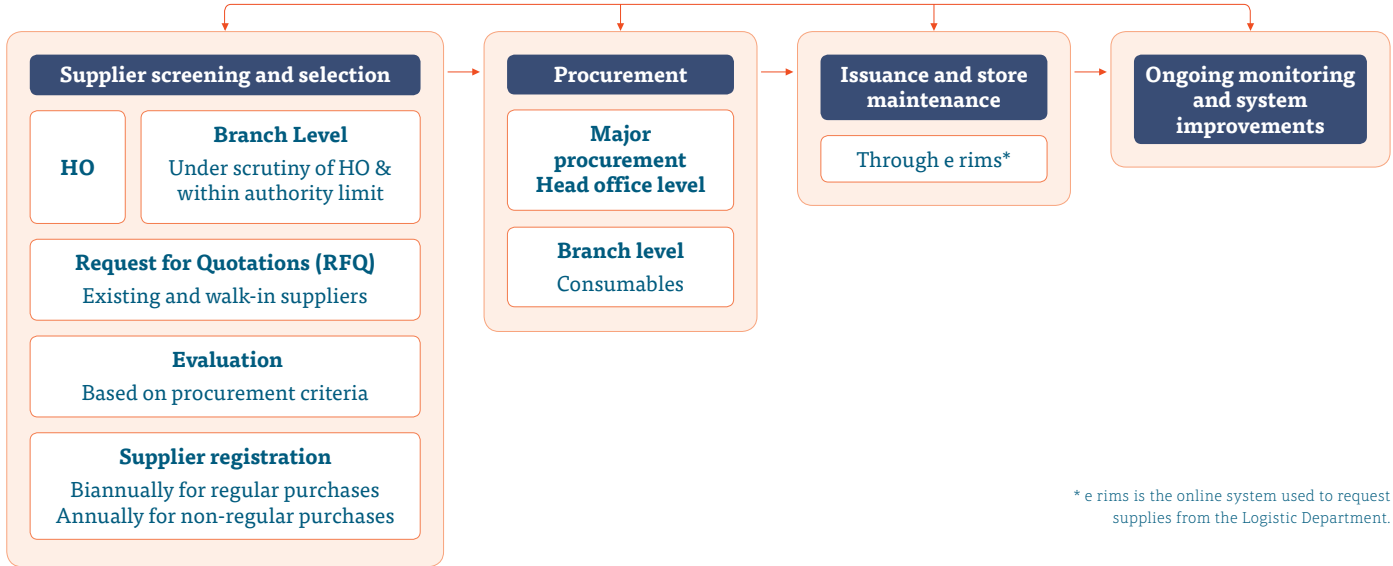 Supplier screening and selection
HO
Branch Level
Under scrutiny of HO &
within authority limit
Request for Quotations (RFQ)
Existing and walk-in suppliers
Evaluation
Based on procurement criteria
Supplier registration
Biannually for regular purchases
Annually for non-regular purchases
Procurement
Major
procurement
Head office level
Branch level
Consumables
Issuance and store
maintenance
Through e rims*
Ongoing monitoring
and system
improvements
* e rims is the online system used to request
supplies from the Logistic Department.